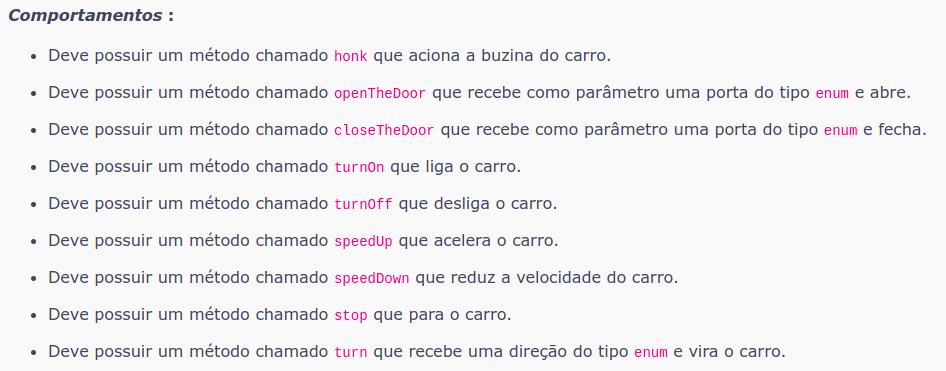 Comportamentos :
• Deve possuir um método chamado honk que aciona a buzina do carro.
• Deve possuir um método chamado openTheDoor que recebe como parâmetro uma porta do tipo enum e abre.
• Deve possuir um método chamado closeTheDoor que recebe como parâmetro uma porta do tipo enum e fecha.
• Deve possuir um método chamado turnOn que liga o carro.
• Deve possuir um método chamado turnOff que desliga o carro.
• Deve possuir um método chamado speedUp que acelera o carro.
• Deve possuir um método chamado speedDown que reduz a velocidade do carro.
• Deve possuir um método chamado stop que para o carro.
• Deve possuir um método chamado turn que recebe uma direção do tipo enum e vira o carro.